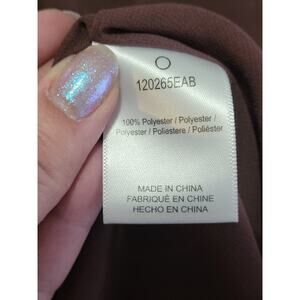 120265EAB
100% Polyester / Polyester /
Polyester / Poliestere / Poliéster
MADE IN CHINA
FABRIQUÉ EN CHINE
HECHO EN CHINA